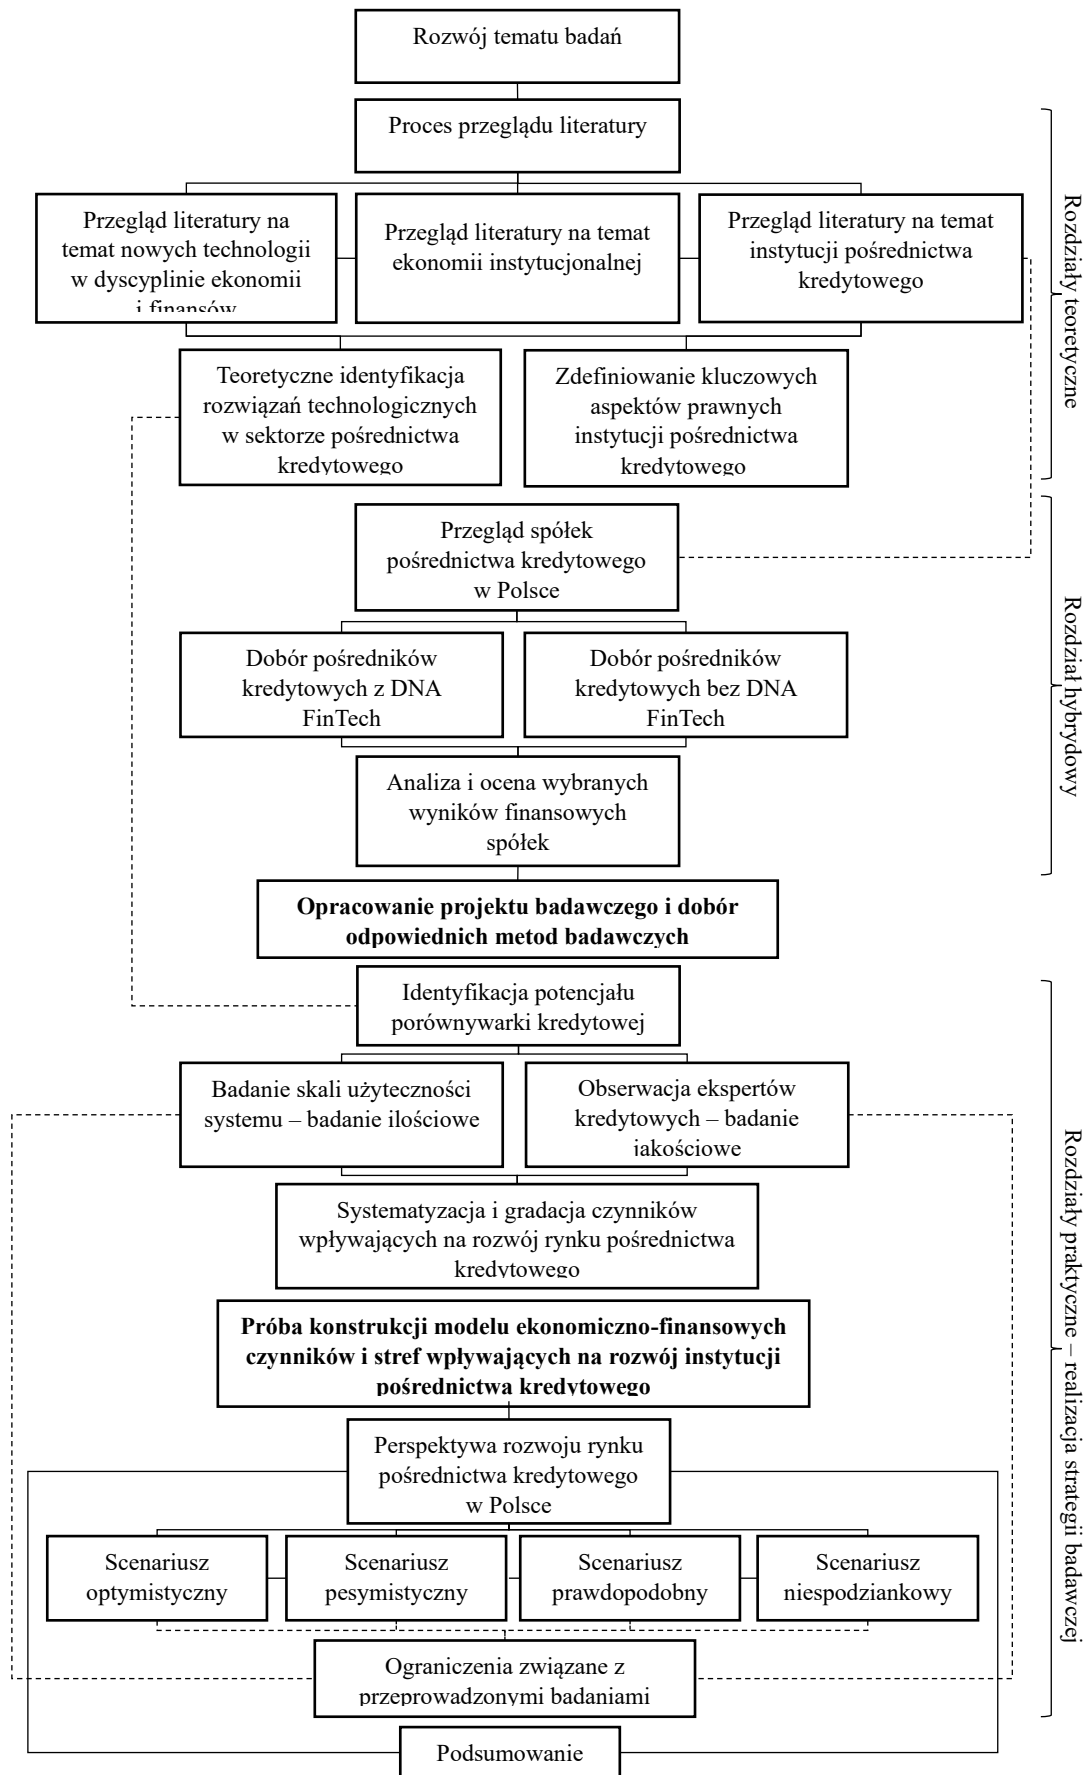 Rozwój tematu badań
Proces przeglądu literatury
Przegląd literatury na
temat nowych technologii
w dyscyplinie ekonomii
i finansów
Przegląd literatury na temat
ekonomii instytucjonalnej
Przegląd literatury na temat
instytucji pośrednictwa
kredytowego
Teoretyczne identyfikacja
rozwiązań technologicznych
w sektorze pośrednictwa
kredytowego
Zdefiniowanie kluczowych
aspektów prawnych
instytucji pośrednictwa
kredytowego
Rozdziały teoretyczne
Przegląd spółek
pośrednictwa kredytowego
w Polsce
Dobór pośredników
kredytowych z DNA
FinTech
Dobór pośredników
kredytowych bez DNA
FinTech
Analiza i ocena wybranych
wyników finansowych
spółek
Rozdział hybrydowy
Opracowanie projektu badawczego i dobór
odpowiednich metod badawczych
Identyfikacja potencjału
porównywarki kredytowej
Badanie skali użyteczności
systemu – badanie ilościowe
Obserwacja ekspertów
kredytowych – badanie
jakościowe
Systematyzacja i gradacja czynników
wpływających na rozwój rynku pośrednictwa
kredytowego
Próba konstrukcji modelu ekonomiczno-finansowych
czynników i stref wpływających na rozwój instytucji
pośrednictwa kredytowego
Perspektywa rozwoju rynku
pośrednictwa kredytowego
w Polsce
Scenariusz
optymistyczny
Scenariusz
pesymistyczny
Scenariusz
prawdopodobny
Scenariusz
niespodziankowy
Ograniczenia związane z
przeprowadzonymi badaniami
Rozdziały praktyczne – realizacja strategii badawczej
Podsumowanie